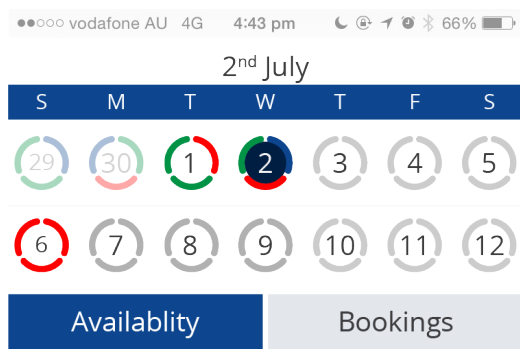 vodafone AU 4G 4:43 pm 66%
2nd July
S M T W T F S
29 30 1 2 3 4 5
6 7 8 9 10 11 12
Availablity Bookings